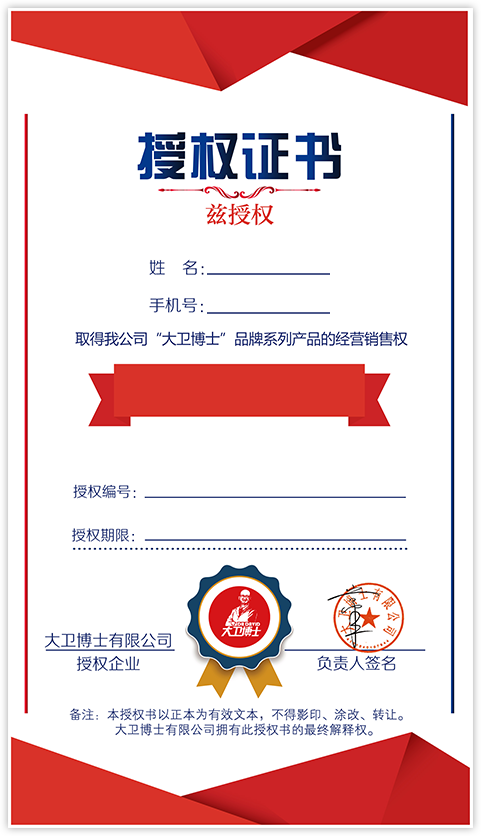 授权证书
兹授权
姓 名:
手机号:
取得我公司“大卫博士”品牌系列产品的经营销售权
授权编号:
授权期限:
大卫博士
大卫博士有限公司
大卫博士有限公司
授权企业
负责人签名
备注:本授权书以正本为有效文本,不得影印、涂改、转让。
大卫博士有限公司拥有此授权书的最终解释权。